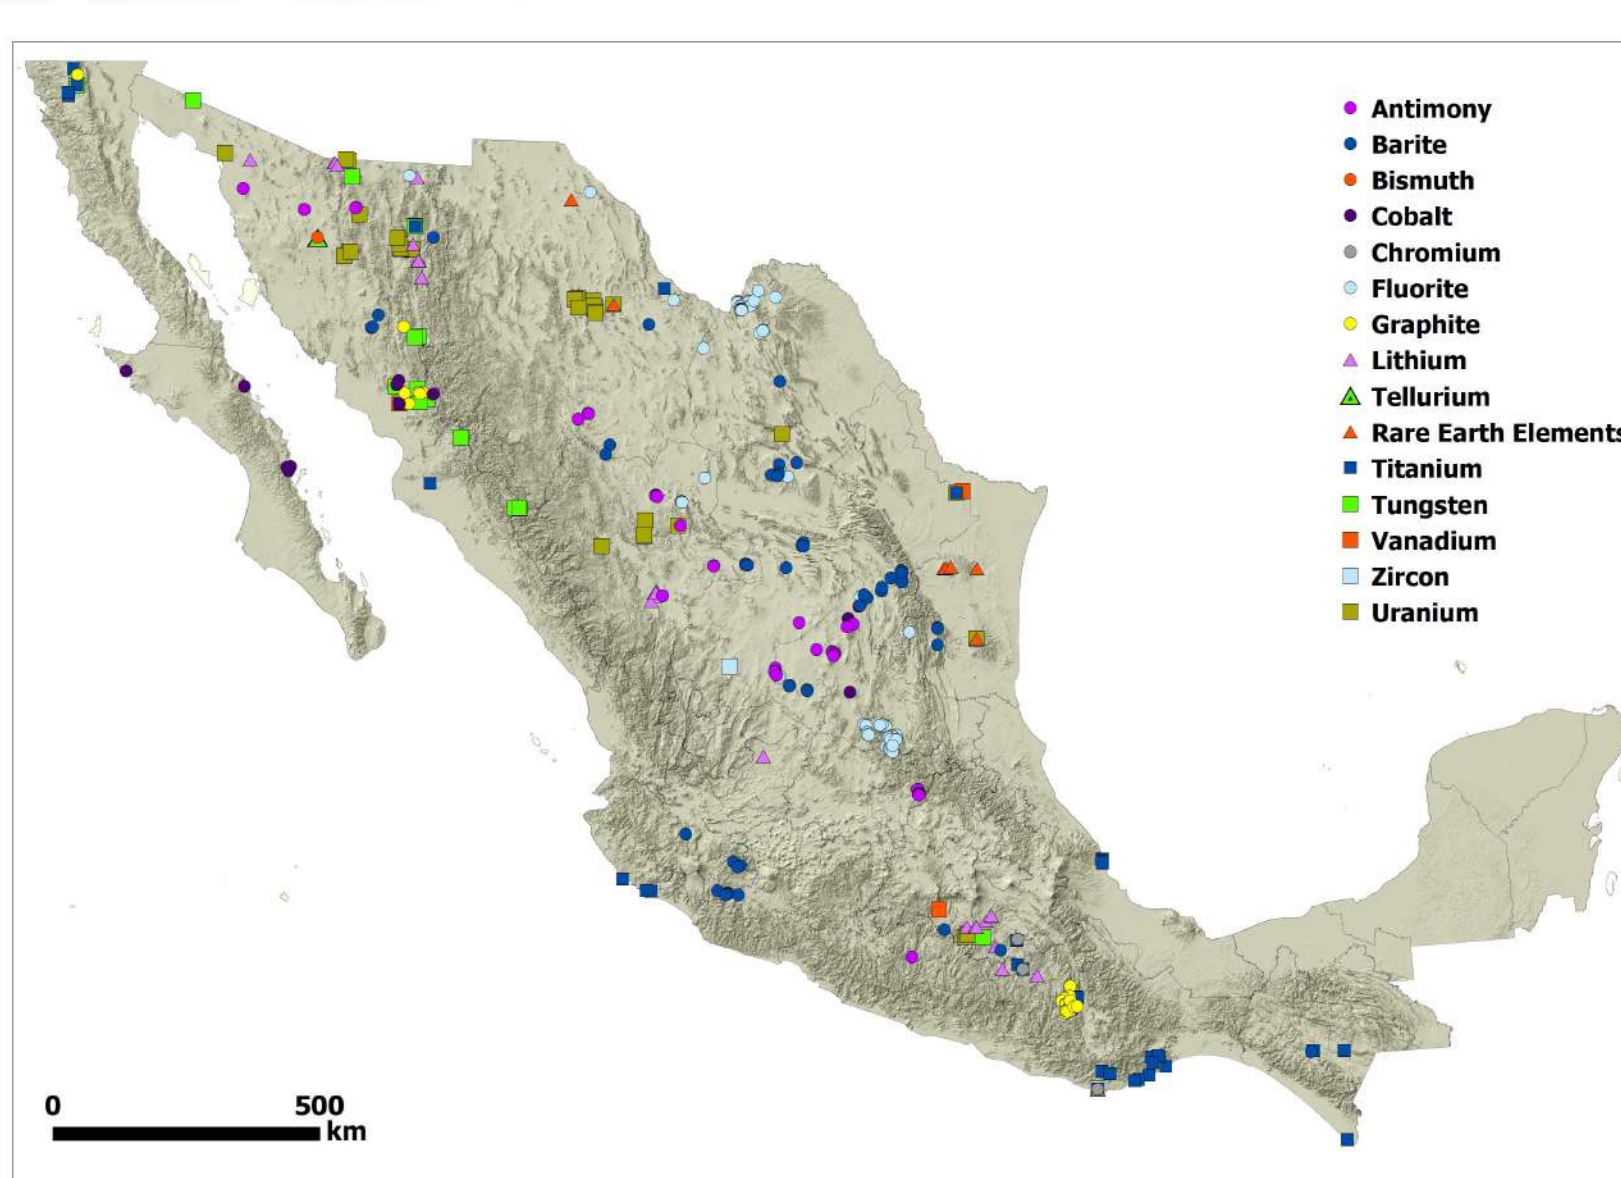 Antimony
Barite
Bismuth
Cobalt
Chromium
Fluorite
Graphite
Lithium
Tellurium
Rare Earth Elements
Titanium
Tungsten
Vanadium
Zircon
Uranium
0 500
km